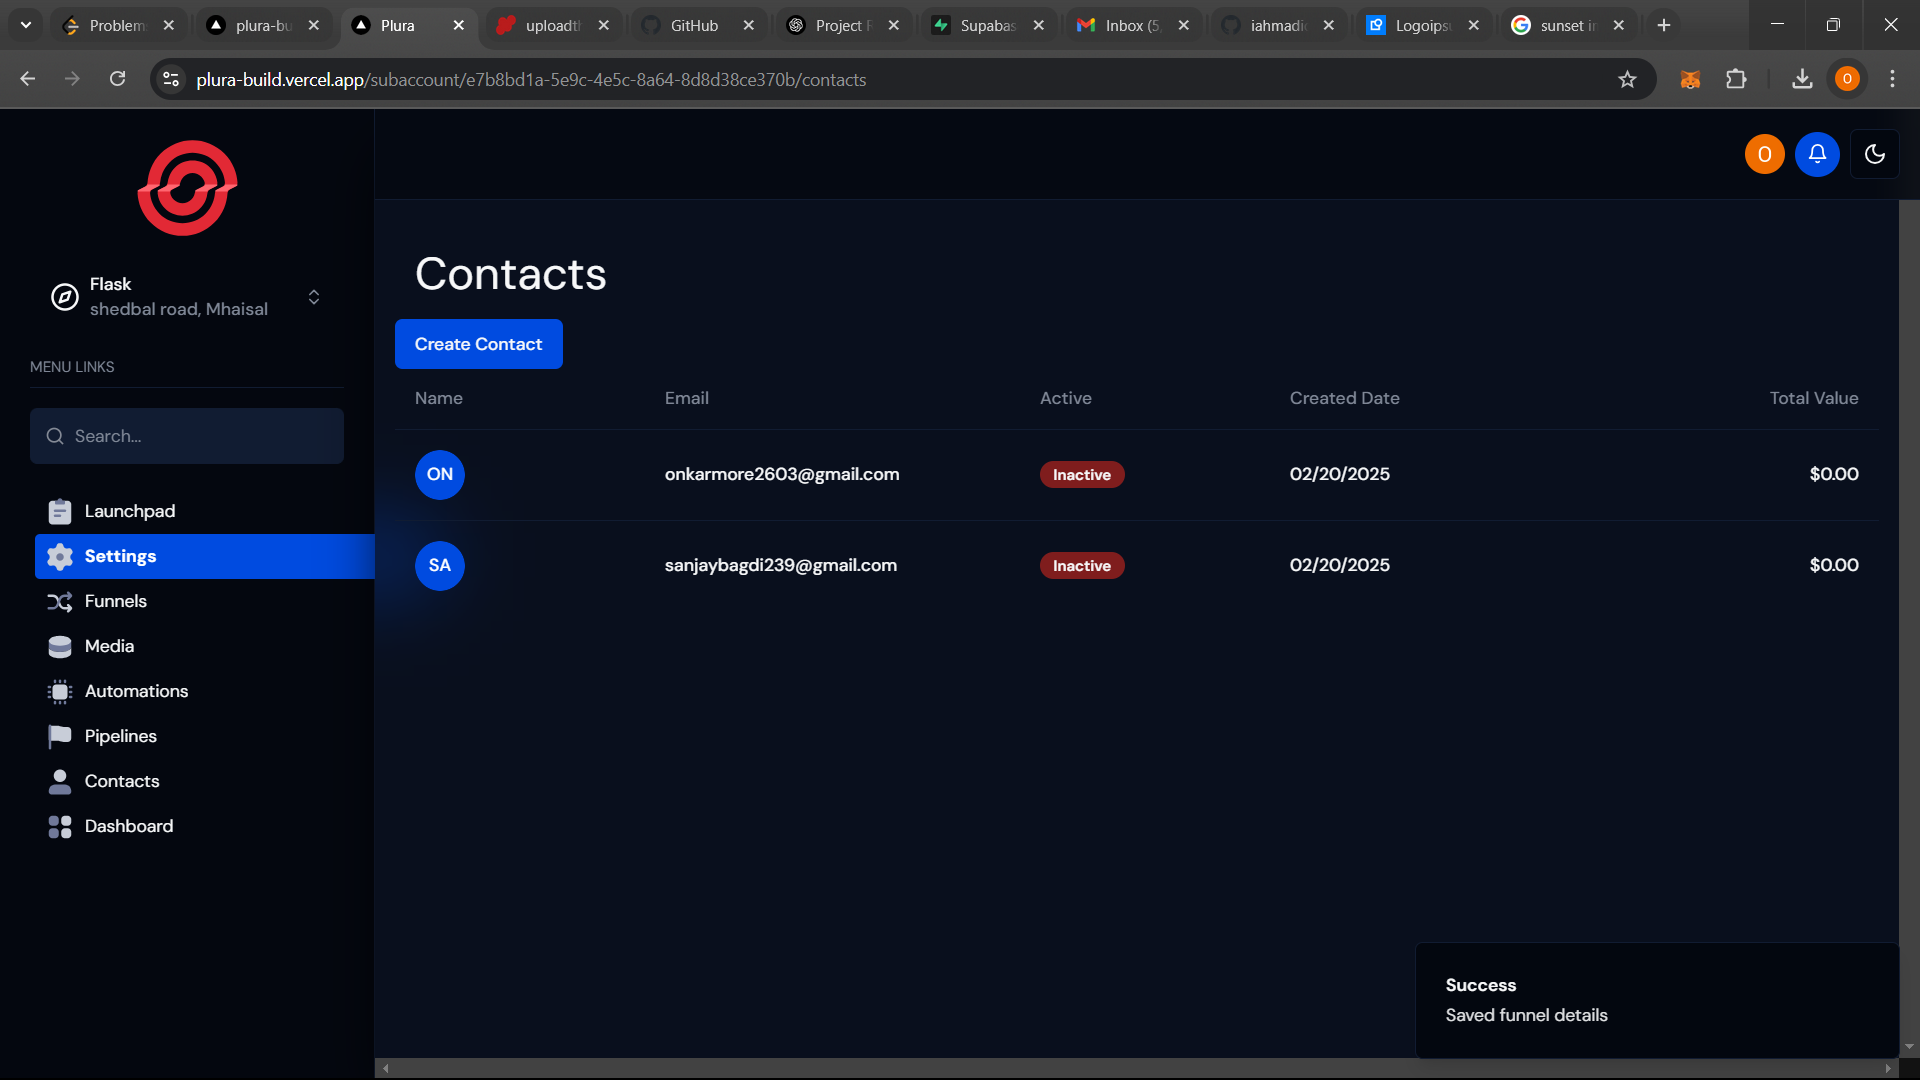 Problem
plura-bu
Plura
uploadth
GitHub
Project R
Supabas
Inbox (5,
iahmadi
Logoips
sunset i
plura-build.vercel.app/subaccount/e7b8bd1a-5e9c-4e5c-8a64-8d8d38ce370b/contacts
O
O
Flask
shedbal road, Mhaisal
MENU LINKS
Search...
Launchpad
Settings
Funnels
Media
Automations
Pipelines
Contacts
Dashboard
Contacts
Create Contact
Name Email Active Created Date Total Value
ON onkarmore2603@gmail.com Inactive 02/20/2025 $0.00
SA sanjaybagdi239@gmail.com Inactive 02/20/2025 $0.00
Success
Saved funnel details